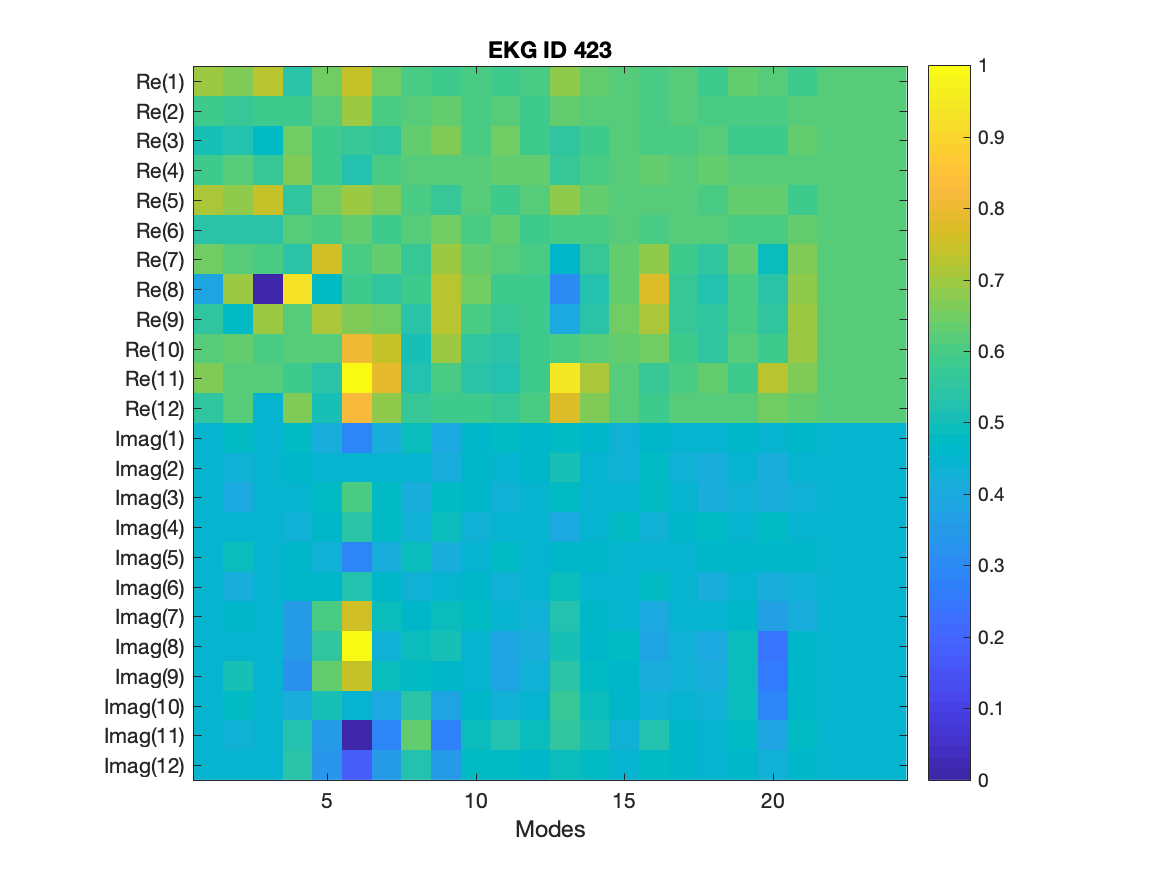 EKG ID 423
Re(1)
Re(2)
Re(3)
Re(4)
Re(5)
Re(6)
Re(7)
Re(8)
Re(9)
Re(10)
Re(11)
Re(12)
Imag(1)
Imag(2)
Imag(3)
Imag(4)
Imag(5)
Imag(6)
Imag(7)
Imag(8)
Imag(9)
Imag(10)
Imag(11)
Imag(12)
5 10 15 20
Modes
1
0.9
0.8
0.7
0.6
0.5
0.4
0.3
0.2
0.1
0